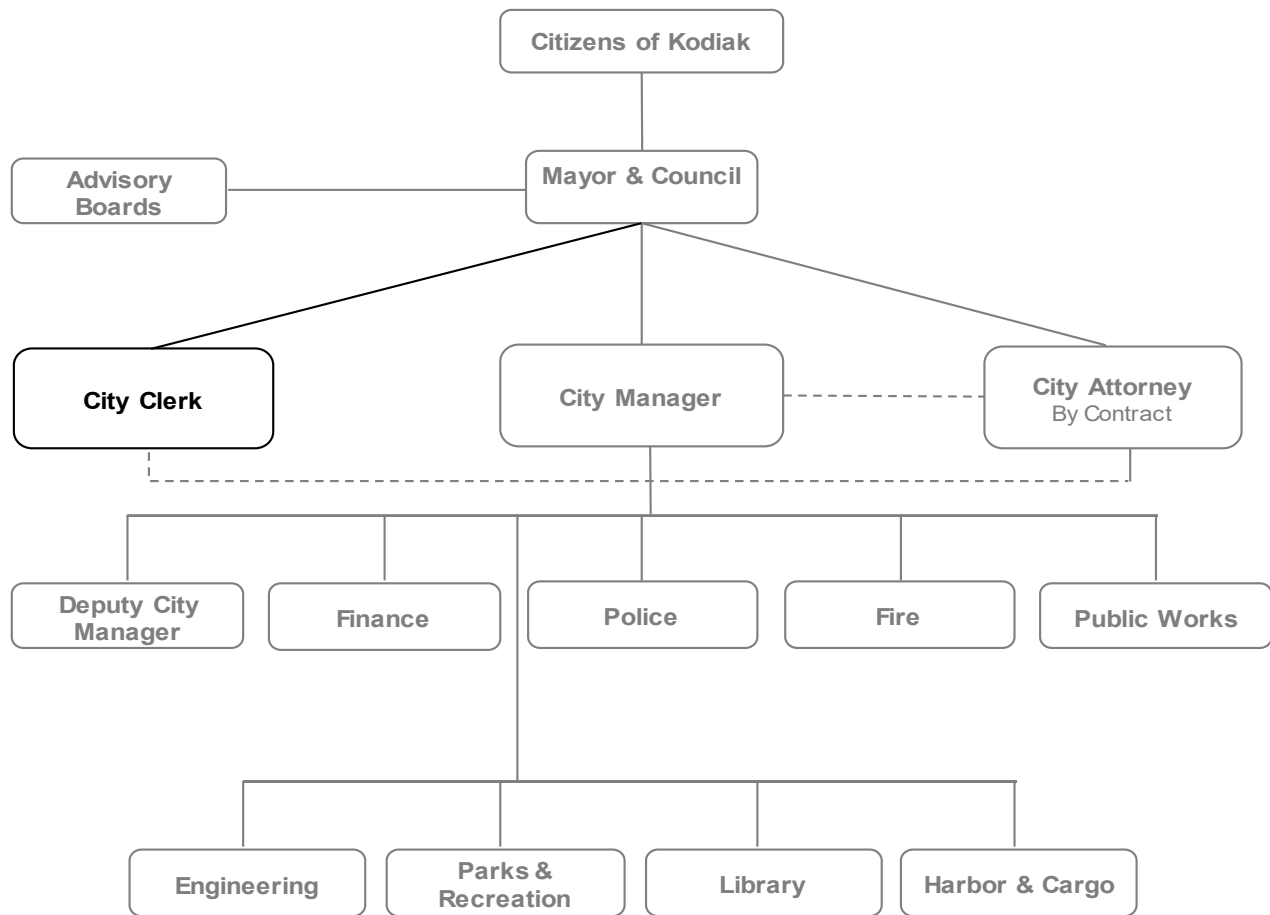 Citizens of Kodiak
Mayor & Council
Advisory
Boards
City Clerk
City Manager
City Attorney
By Contract
Deputy City
Manager
Finance
Police
Fire
Public Works
Engineering
Parks &
Recreation
Library
Harbor & Cargo